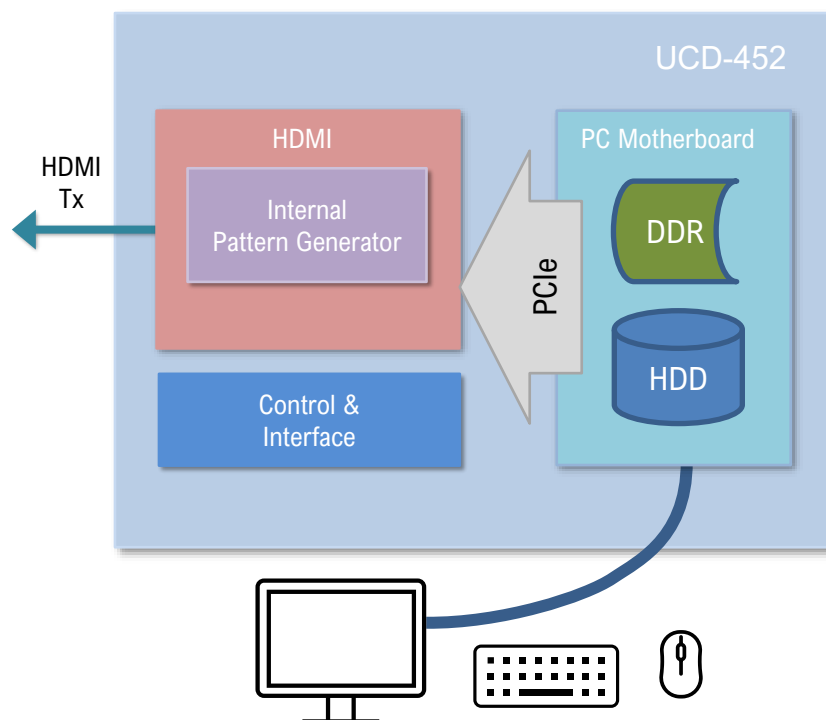 UCD-452
HDMI
Tx
HDMI
Internal
Pattern Generator
Control &
Interface
PCIe
PC Motherboard
DDR
HDD